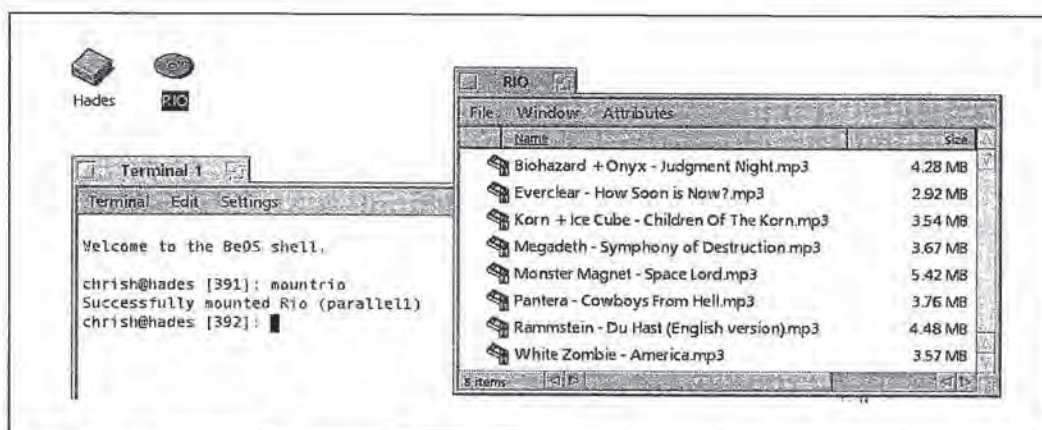 Hades
RIO
Terminal 1
Terminal Edit Settings
Welcome to the BeOS shell.
chrish@hades [391]: mountrio
Successfully mounted Rio (parallel1)
chrish@hades [392]:
RIO
File Window Attributes
Name Size
Biohazard + Onyx - Judgment Night.mp3 4.28 MB
Everclear - How Soon is Now?.mp3 2.92 MB
Korn + Ice Cube - Children Of The Korn.mp3 3.54 MB
Megadeth - Symphony of Destruction.mp3 3.67 MB
Monster Magnet - Space Lord.mp3 5.42 MB
Pantera - Cowboys From Hell.mp3 3.76 MB
Rammstein - Du Hast (English version).mp3 4.48 MB
White Zombie - America.mp3 3.57 MB
8 items